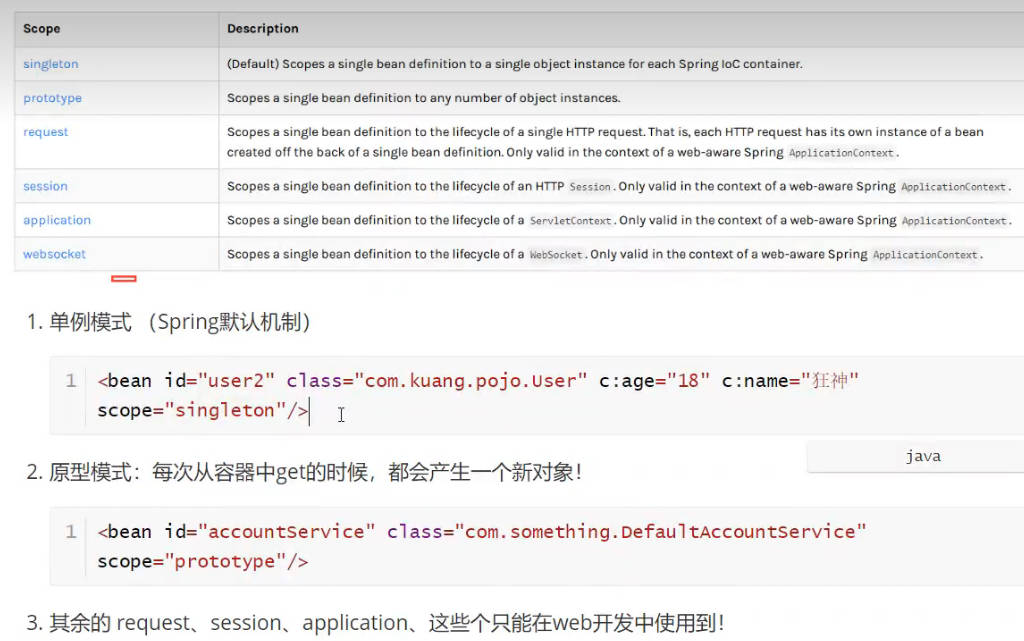 Scope Description
singleton (Default) Scopes a single bean definition to a single object instance for each Spring IoC container.
prototype Scopes a single bean definition to any number of object instances.
request Scopes a single bean definition to the lifecycle of a single HTTP request. That is, each HTTP request has its own instance of a bean
created off the back of a single bean definition. Only valid in the context of a web-aware Spring ApplicationContext.
session Scopes a single bean definition to the lifecycle of an HTTP Session. Only valid in the context of a web-aware Spring ApplicationContext.
application Scopes a single bean definition to the lifecycle of a ServletContext. Only valid in the context of a web-aware Spring ApplicationContext.
websocket Scopes a single bean definition to the lifecycle of a WebSocket. Only valid in the context of a web-aware Spring ApplicationContext.
1. 单例模式 （Spring默认机制）
1 <bean id="user2" class="com.kuang.pojo.User" c:age="18" c:name="狂神"
scope="singleton"/>
java
2. 原型模式：每次从容器中get的时候，都会产生一个新对象！
1 <bean id="accountService" class="com.something.DefaultAccountService"
scope="prototype"/>
3. 其余的 request、session、application、这些个只能在web开发中使用到！